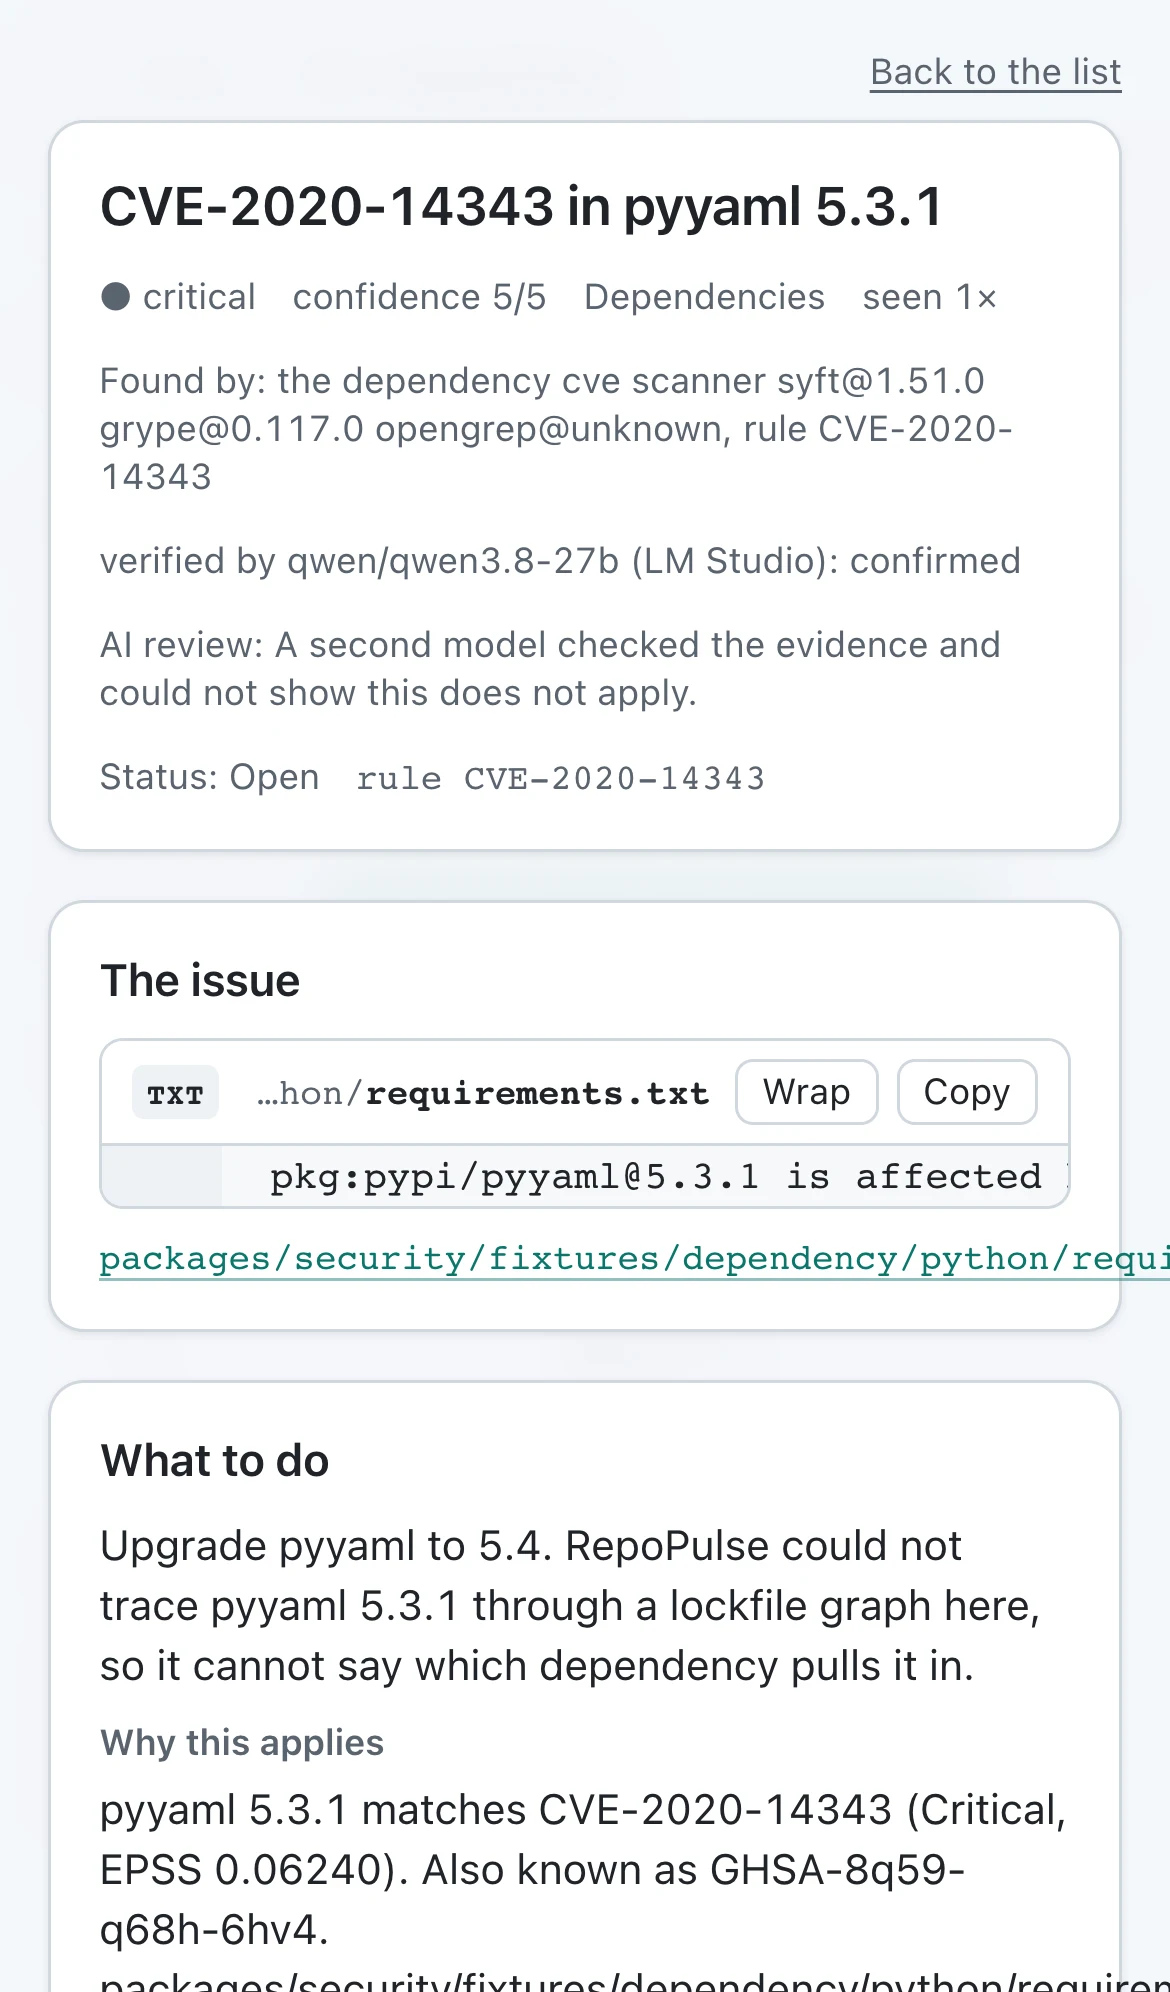 Back to the list
CVE-2020-14343 in pyyaml 5.3.1
critical confidence 5/5 Dependencies seen 1×
Found by: the dependency cve scanner syft@1.51.0
grype@0.117.0 opengrep@unknown, rule CVE-2020-
14343
verified by qwen/qwen3.8-27b (LM Studio): confirmed
AI review: A second model checked the evidence and
could not show this does not apply.
Status: Open rule CVE-2020-14343
The issue
TXT …hon/requirements.txt Wrap Copy
pkg:pypi/pyyaml@5.3.1 is affected
packages/security/fixtures/dependency/python/requi
What to do
Upgrade pyyaml to 5.4. RepoPulse could not
trace pyyaml 5.3.1 through a lockfile graph here,
so it cannot say which dependency pulls it in.
Why this applies
pyyaml 5.3.1 matches CVE-2020-14343 (Critical,
EPSS 0.06240). Also known as GHSA-8q59-
q68h-6hv4.
packages/security/fixtures/dependency/python/requirem